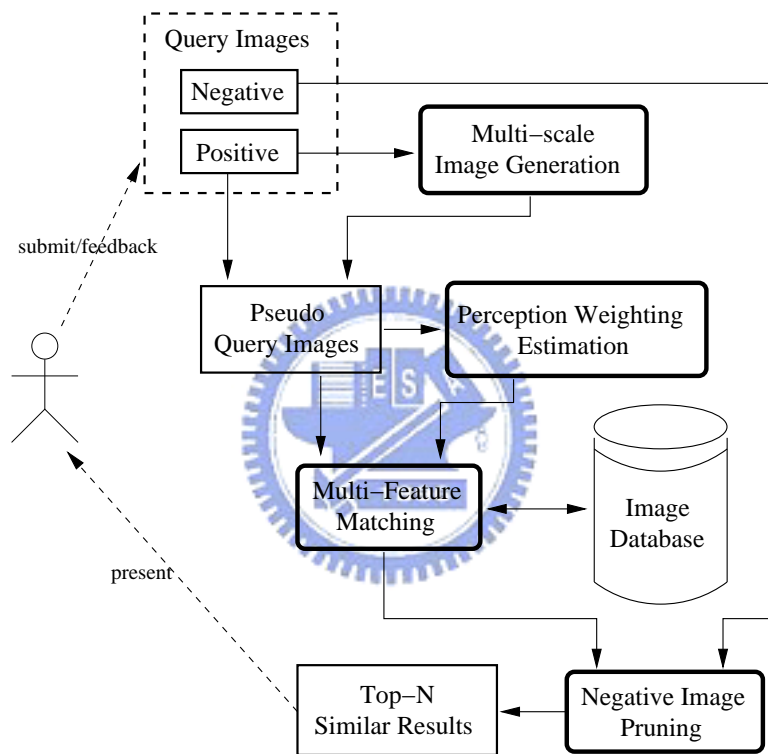 Query Images
Negative
Positive
Multi−scale
Image Generation
submit/feedback
Pseudo
Query Images
Perception Weighting
Estimation
ES
Multi−Feature
Matching
Image
Database
present
Top−N
Similar Results
Negative Image
Pruning